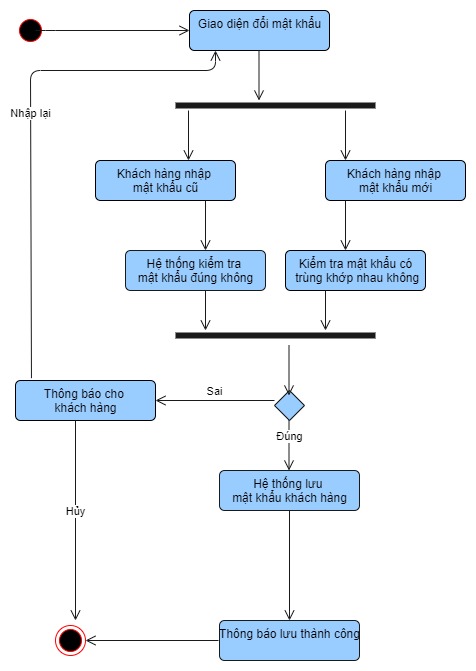 Giao diện đổi mật khẩu
Nhập lại
Khách hàng nhập
mật khẩu cũ
Khách hàng nhập
mật khẩu mới
Hệ thống kiểm tra
mật khẩu đúng không
Kiểm tra mật khẩu có
trùng khớp nhau không
Thông báo cho
khách hàng
Sai
Đúng
Hệ thống lưu
mật khẩu khách hàng
Hủy
Thông báo lưu thành công